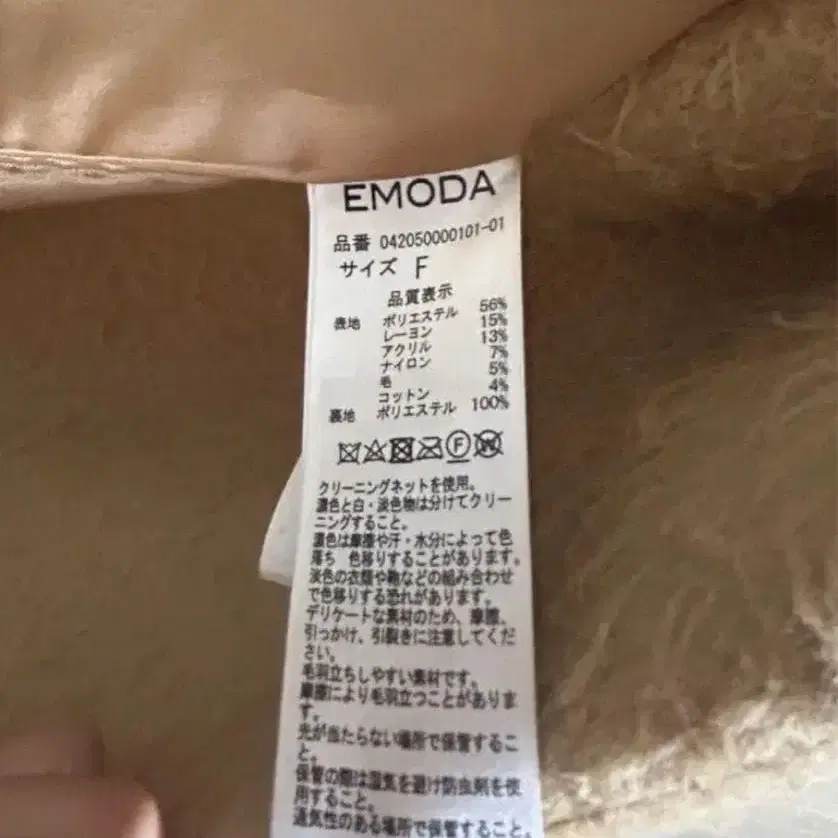 EMODA
品番 042050000101-01
サイズ F
品質表示
表地 ポリエステル 56%
レーヨン 15%
アクリル 13%
ナイロン 7%
毛 5%
コットン 4%
裏地 ポリエステル 100%
F
W
クリーニングネットを使用。
濃色と白・淡色物は分けてクリー
ニングすること。
濃色は摩擦や汗・水分によって色
落ち 色移りすることがあります。
淡色の衣類や鞄などの組み合わせ
で色移りする恐れがあります。
デリケートな素材のため、摩擦、
引っかけ、引裂きに注意してくだ
さい。
毛羽立ちしやすい素材です。
摩擦により毛羽立つことがありま
す。
光が当たらない場所で保管するこ
と。
保管の際は湿気を避け防虫剤を使
用すること。
通気性のある場所で保管すること。